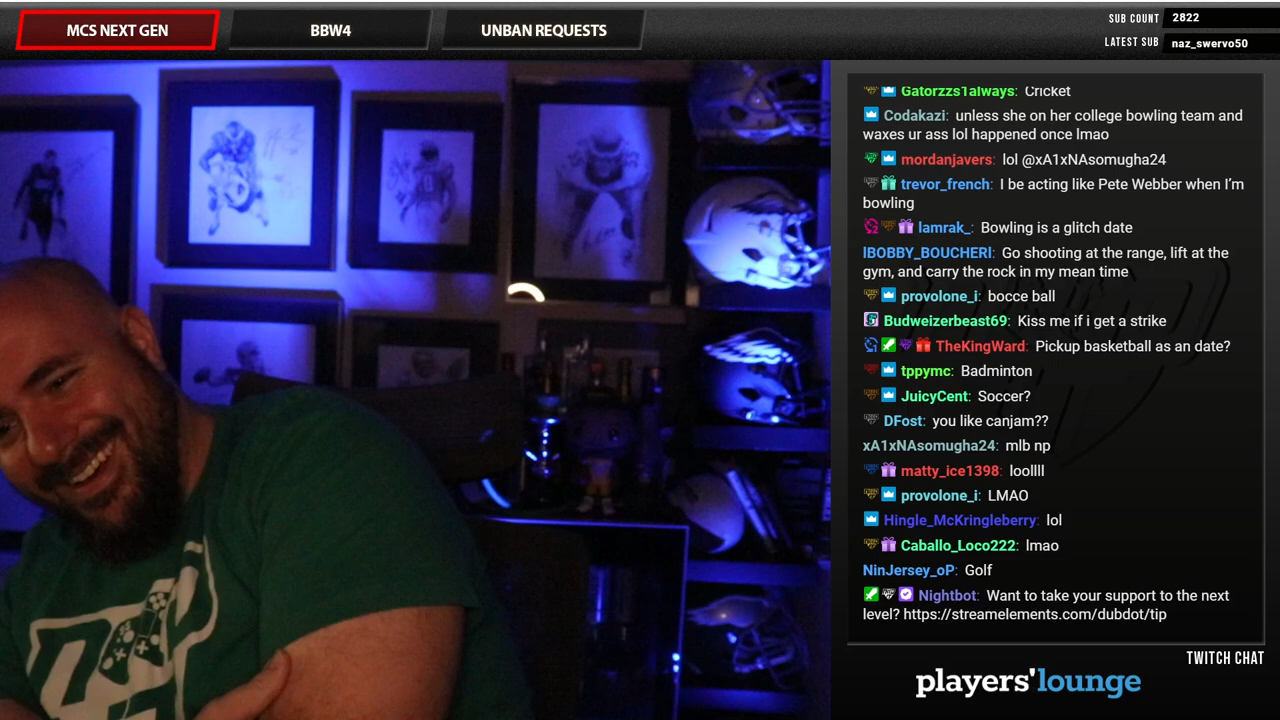 MCS NEXT GEN
BBW4
UNBAN REQUESTS
SUB COUNT 2822
LATEST SUB naz_swervo50
Gatorzzs1always: Cricket
Codakazi: unless she on her college bowling team and
waxes ur ass lol happened once lmao
mordanjavers: lol @xA1xNAsomugha24
trevor_french: I be acting like Pete Webber when I'm
bowling
Iamrak_: Bowling is a glitch date
IBOBBY_BOUCHERI: Go shooting at the range, lift at the
gym, and carry the rock in my mean time
provolone_i: bocce ball
Budweizerbeast69: Kiss me if i get a strike
TheKingWard: Pickup basketball as an date?
tppymc: Badminton
JuicyCent: Soccer?
DFost: you like canjam??
xA1xNAsomugha24: mlb np
matty_ice1398: loollll
provolone_i: LMAO
Hingle_McKringleberry: lol
Caballo_Loco222: lmao
NinJersey_oP: Golf
Nightbot: Want to take your support to the next
level? https://streamelements.com/dubdot/tip
TWITCH CHAT
players'lounge